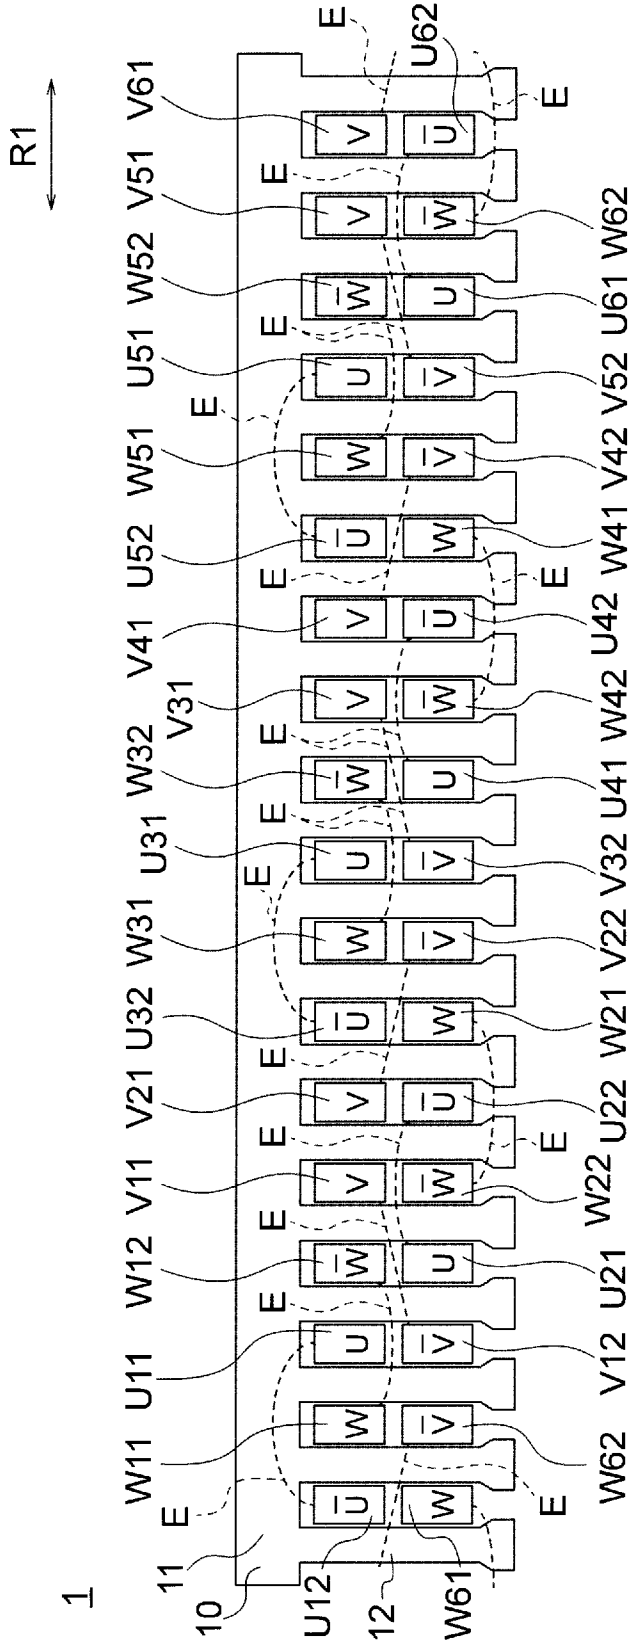 1
R1
W11 U11 W12 V11 V21 U32 W31 U31 W32 V31 V41 U52 W51 U51 W52 V51 V61
E E E
10 11
E E E E E E E E E E
U̅ W U W̅ V V U̅ W U W̅ V V U̅ W U W̅ V V
W V̅ V̅ U W̅ U̅ W V̅ V̅ U W̅ U̅ W V̅ V̅ U W̅ U̅
E E E E
U12 12 W61 W62 V12 U21 W22 U22 W21 V22 V32 U41 W42 U42 W41 V42 V52 U61 W62 U62